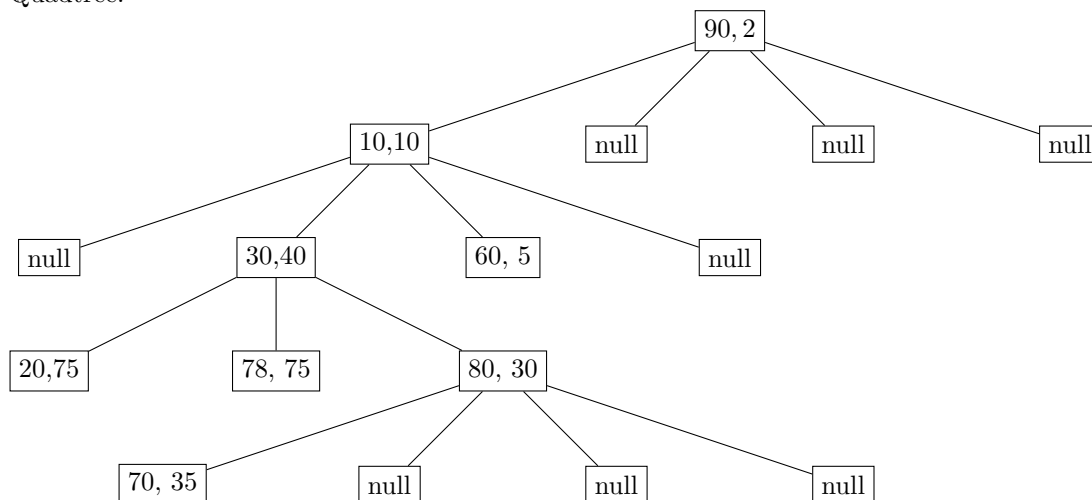 Quadtree:
90, 2
10,10 null null null
null 30,40 60, 5 null
20,75 78, 75 80, 30
70, 35 null null null